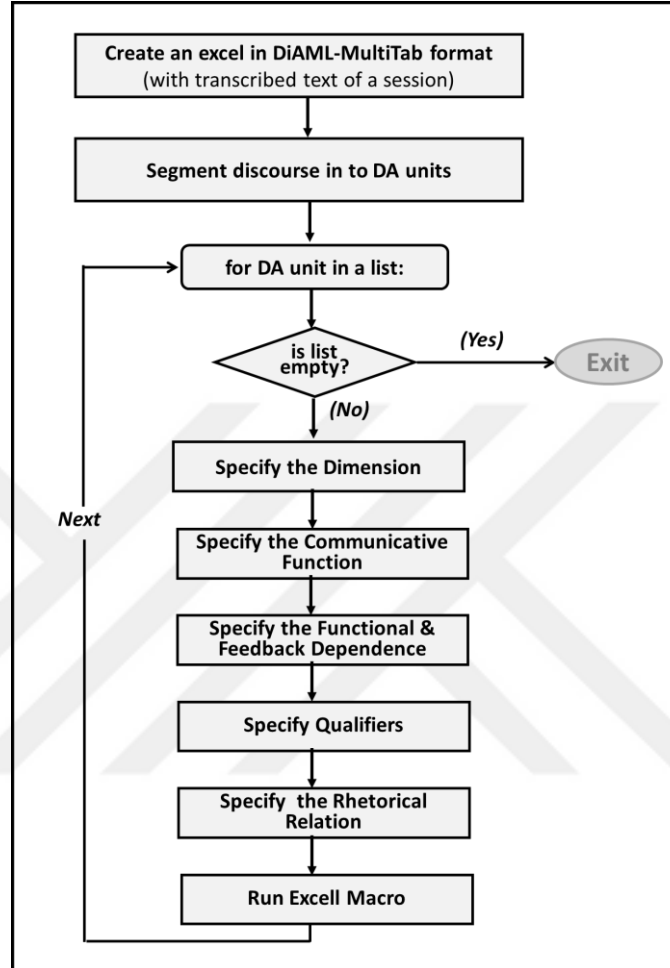 Create an excel in DiAML-MultiTab format
(with transcribed text of a session)
Segment discourse in to DA units
for DA unit in a list:
is list
empty?
(Yes)
Exit
(No)
Specify the Dimension
Specify the Communicative
Function
Next
Specify the Functional &
Feedback Dependence
Specify Qualifiers
Specify the Rhetorical
Relation
Run Excell Macro